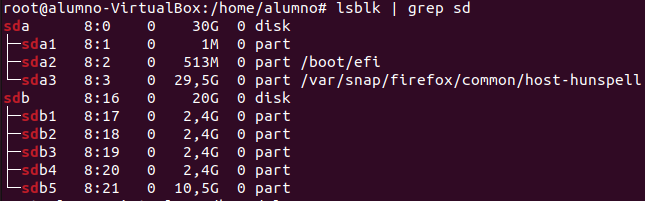 root@alumno-VirtualBox:/home/alumno# lsblk | grep sd
sda 8:0 0 30G 0 disk
├─sda1 8:1 0 1M 0 part
├─sda2 8:2 0 513M 0 part /boot/efi
└─sda3 8:3 0 29,5G 0 part /var/snap/firefox/common/host-hunspell
sdb 8:16 0 20G 0 disk
├─sdb1 8:17 0 2,4G 0 part
├─sdb2 8:18 0 2,4G 0 part
├─sdb3 8:19 0 2,4G 0 part
├─sdb4 8:20 0 2,4G 0 part
└─sdb5 8:21 0 10,5G 0 part